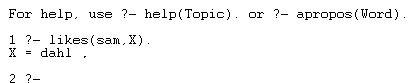 For help, use ?- help(Topic). or ?- apropos(Word).
1 ?- likes(sam,X).
X = dahl ,
2 ?-